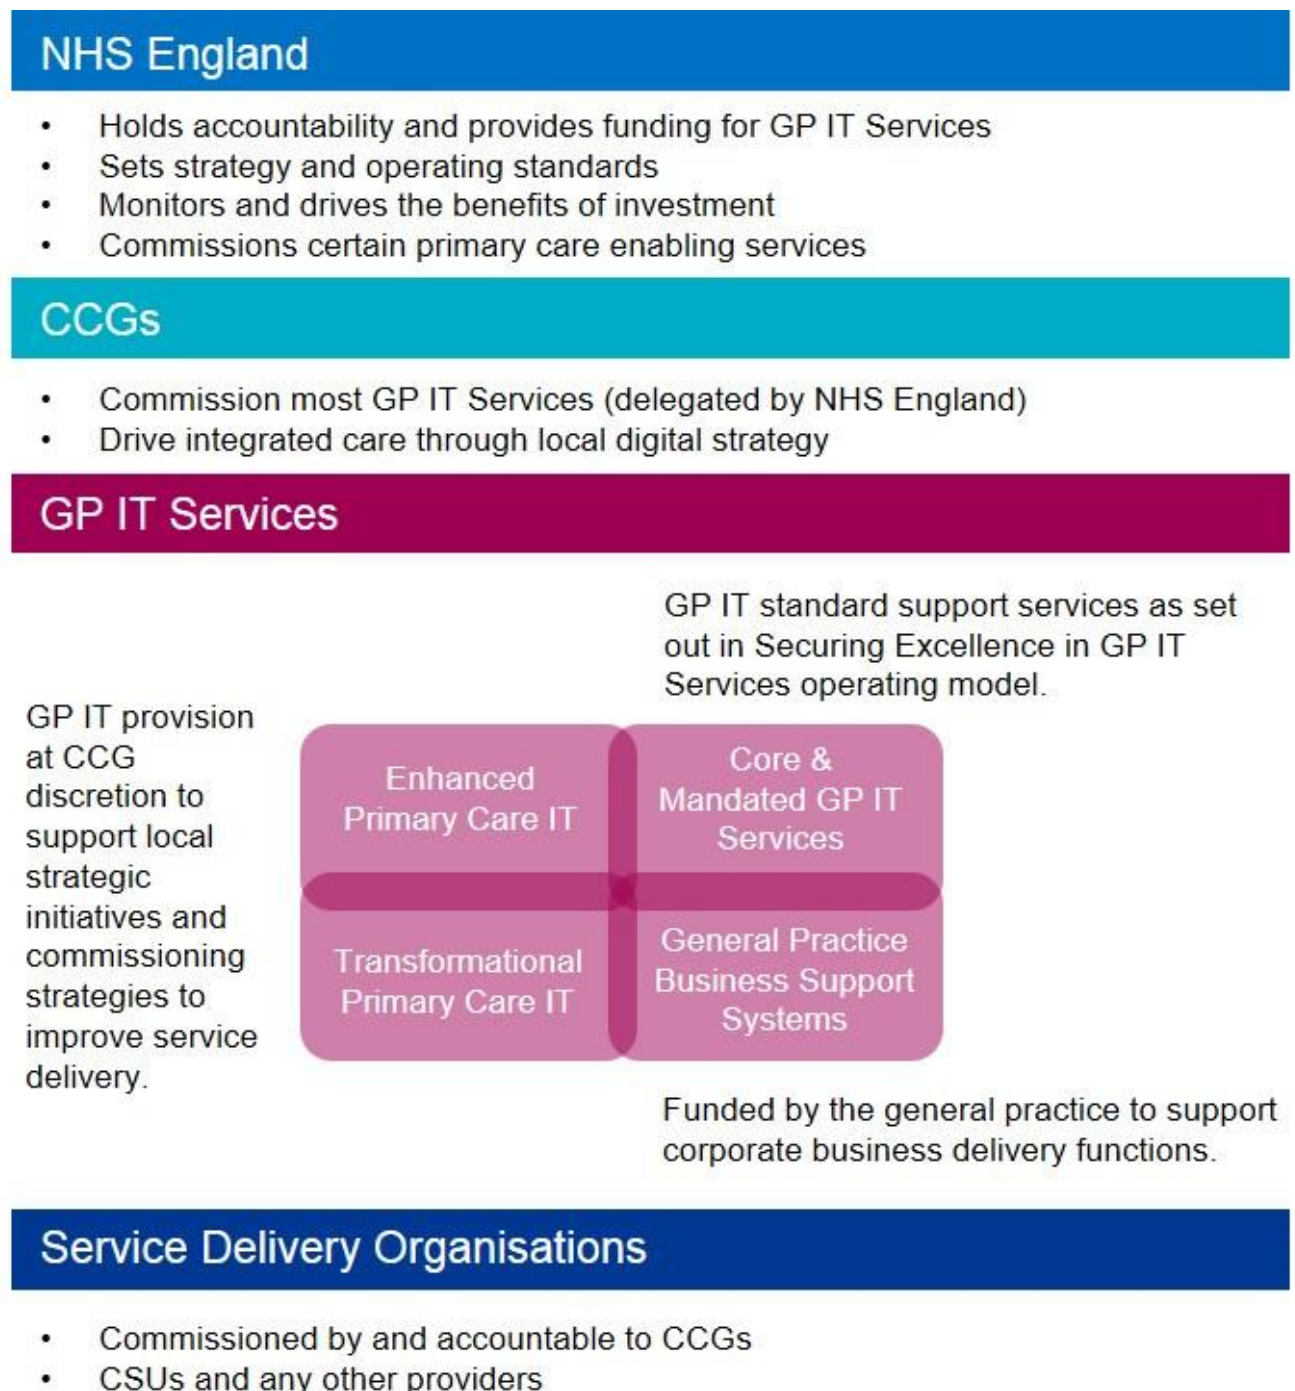 NHS England
• Holds accountability and provides funding for GP IT Services
• Sets strategy and operating standards
• Monitors and drives the benefits of investment
• Commissions certain primary care enabling services
CCGs
• Commission most GP IT Services (delegated by NHS England)
• Drive integrated care through local digital strategy
GP IT Services
GP IT standard support services as set
out in Securing Excellence in GP IT
Services operating model.
GP IT provision
at CCG
discretion to
support local
strategic
initiatives and
commissioning
strategies to
improve service
delivery.
Enhanced
Primary Care IT
Core &
Mandated GP IT
Services
Transformational
Primary Care IT
General Practice
Business Support
Systems
Funded by the general practice to support
corporate business delivery functions.
Service Delivery Organisations
• Commissioned by and accountable to CCGs
• CSUs and any other providers